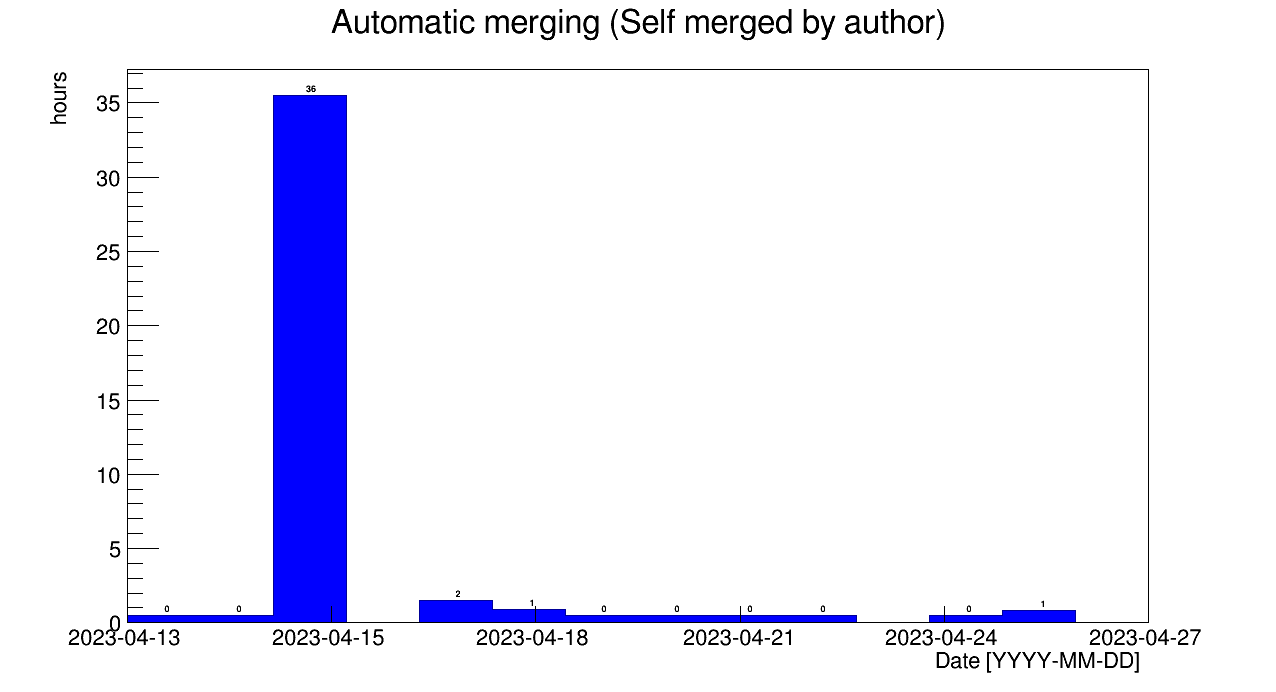 Automatic merging (Self merged by author)
hours
35
30
25
20
15
10
5
0
36
0 0 2 1 0 0 0 0 0 1
2023-04-13 2023-04-15 2023-04-18 2023-04-21 2023-04-24 2023-04-27
Date [YYYY-MM-DD]